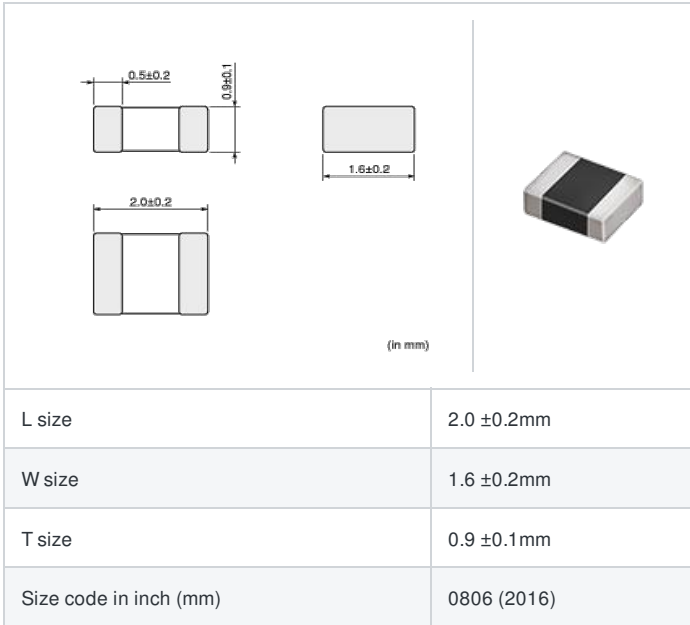 0.5±0.2
0.9±0.1
1.6±0.2
2.0±0.2
(in mm)
L size 2.0 ±0.2mm
W size 1.6 ±0.2mm
T size 0.9 ±0.1mm
Size code in inch (mm) 0806 (2016)